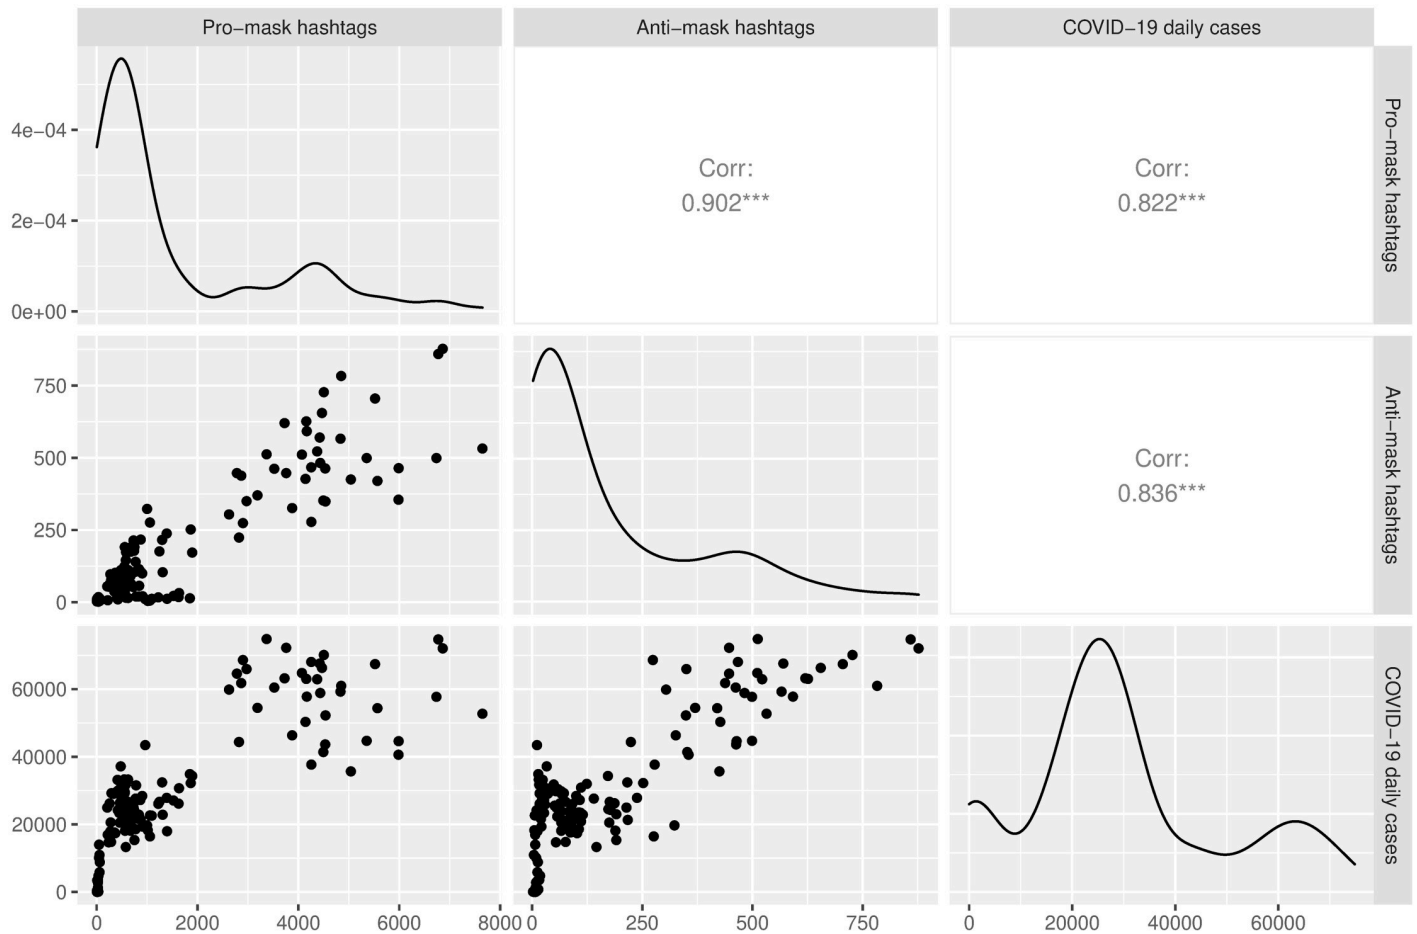 Pro−mask hashtags
Anti−mask hashtags
COVID−19 daily cases
4e−04
2e−04
0e+00
Corr:
0.902***
Corr:
0.822***
Pro−mask hashtags
750
500
250
0
Corr:
0.836***
Anti−mask hashtags
60000
40000
20000
0
COVID−19 daily cases
0 2000 4000 6000 8000
0 250 500 750
0 20000 40000 60000